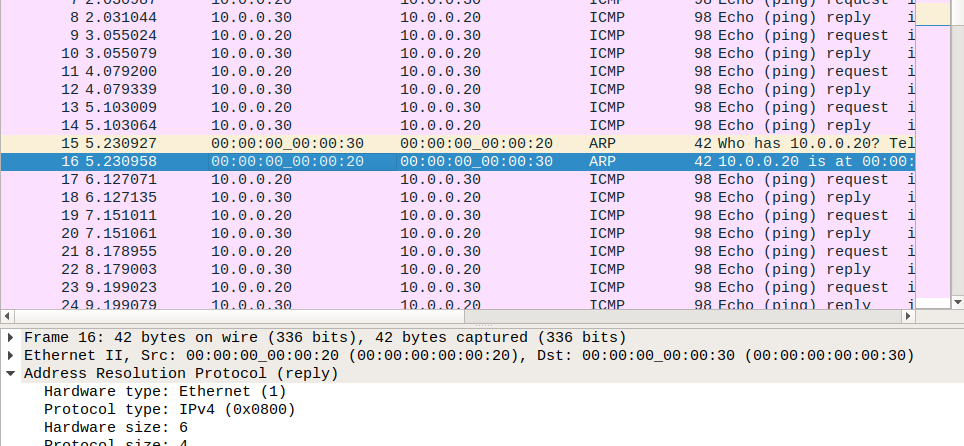 7 2.030987 10.0.0.20 10.0.0.30 ICMP 98 Echo (ping) request i
8 2.031044 10.0.0.30 10.0.0.20 ICMP 98 Echo (ping) reply i
9 3.055024 10.0.0.20 10.0.0.30 ICMP 98 Echo (ping) request i
10 3.055079 10.0.0.30 10.0.0.20 ICMP 98 Echo (ping) reply i
11 4.079200 10.0.0.20 10.0.0.30 ICMP 98 Echo (ping) request i
12 4.079339 10.0.0.30 10.0.0.20 ICMP 98 Echo (ping) reply i
13 5.103009 10.0.0.20 10.0.0.30 ICMP 98 Echo (ping) request i
14 5.103064 10.0.0.30 10.0.0.20 ICMP 98 Echo (ping) reply i
15 5.230927 00:00:00_00:00:30 00:00:00_00:00:20 ARP 42 Who has 10.0.0.20? Tel
16 5.230958 00:00:00_00:00:20 00:00:00_00:00:30 ARP 42 10.0.0.20 is at 00:00:
17 6.127071 10.0.0.20 10.0.0.30 ICMP 98 Echo (ping) request i
18 6.127135 10.0.0.30 10.0.0.20 ICMP 98 Echo (ping) reply i
19 7.151011 10.0.0.20 10.0.0.30 ICMP 98 Echo (ping) request i
20 7.151061 10.0.0.30 10.0.0.20 ICMP 98 Echo (ping) reply i
21 8.178955 10.0.0.20 10.0.0.30 ICMP 98 Echo (ping) request i
22 8.179003 10.0.0.30 10.0.0.20 ICMP 98 Echo (ping) reply i
23 9.199023 10.0.0.20 10.0.0.30 ICMP 98 Echo (ping) request i
24 9.199079 10.0.0.30 10.0.0.20 ICMP 98 Echo (ping) reply i
Frame 16: 42 bytes on wire (336 bits), 42 bytes captured (336 bits)
Ethernet II, Src: 00:00:00_00:00:20 (00:00:00:00:00:20), Dst: 00:00:00_00:00:30 (00:00:00:00:00:30)
Address Resolution Protocol (reply)
Hardware type: Ethernet (1)
Protocol type: IPv4 (0x0800)
Hardware size: 6
Protocol size: 4